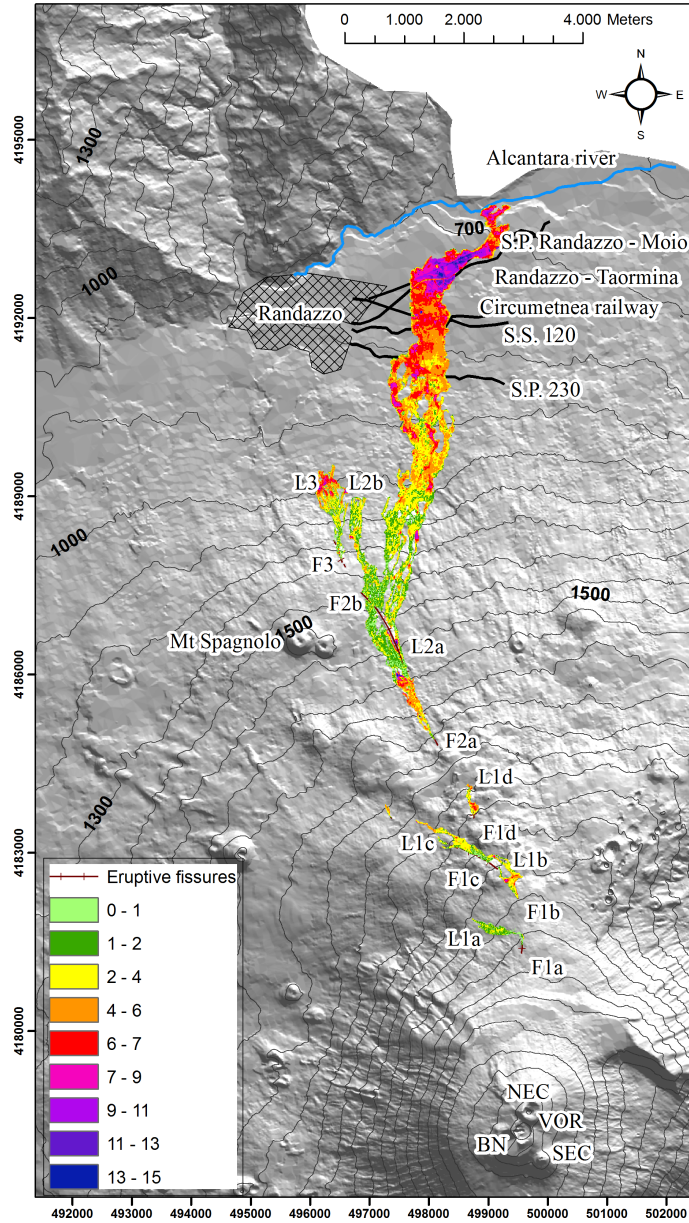 0 1.000 2.000 4.000 Meters
N
W E
S
4195000
4192000
4189000
4186000
4183000
4180000
1300
Alcantara river
700
S.P. Randazzo - Moio
1000
Randazzo - Taormina
Randazzo
Circumetnea railway
S.S. 120
S.P. 230
L3 L2b
1000
F3
F2b
1500
Mt Spagnolo
1500
L2a
F2a
L1d
1300
F1d
L1c
L1b
F1c
F1b
L1a
F1a
NEC
VOR
BN
SEC
Eruptive fissures
0 - 1
1 - 2
2 - 4
4 - 6
6 - 7
7 - 9
9 - 11
11 - 13
13 - 15
492000 493000 494000 495000 496000 497000 498000 499000 500000 501000 502000